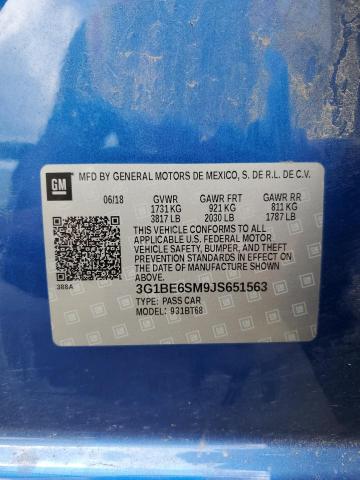 GM
MFD BY GENERAL MOTORS DE MEXICO, S. DE R.L. DE C.V.
06/18 GVWR GAWR FRT GAWR RR
1731 KG 921 KG 811 KG
3817 LB 2030 LB 1787 LB
THIS VEHICLE CONFORMS TO ALL
APPLICABLE U.S. FEDERAL MOTOR
VEHICLE SAFETY, BUMPER, AND THEFT
PREVENTION STANDARDS IN EFFECT ON
THE DATE OF MANUFACTURE SHOWN ABOVE.
388A
3G1BE6SM9JS651563
TYPE: PASS CAR
MODEL: 931BT68